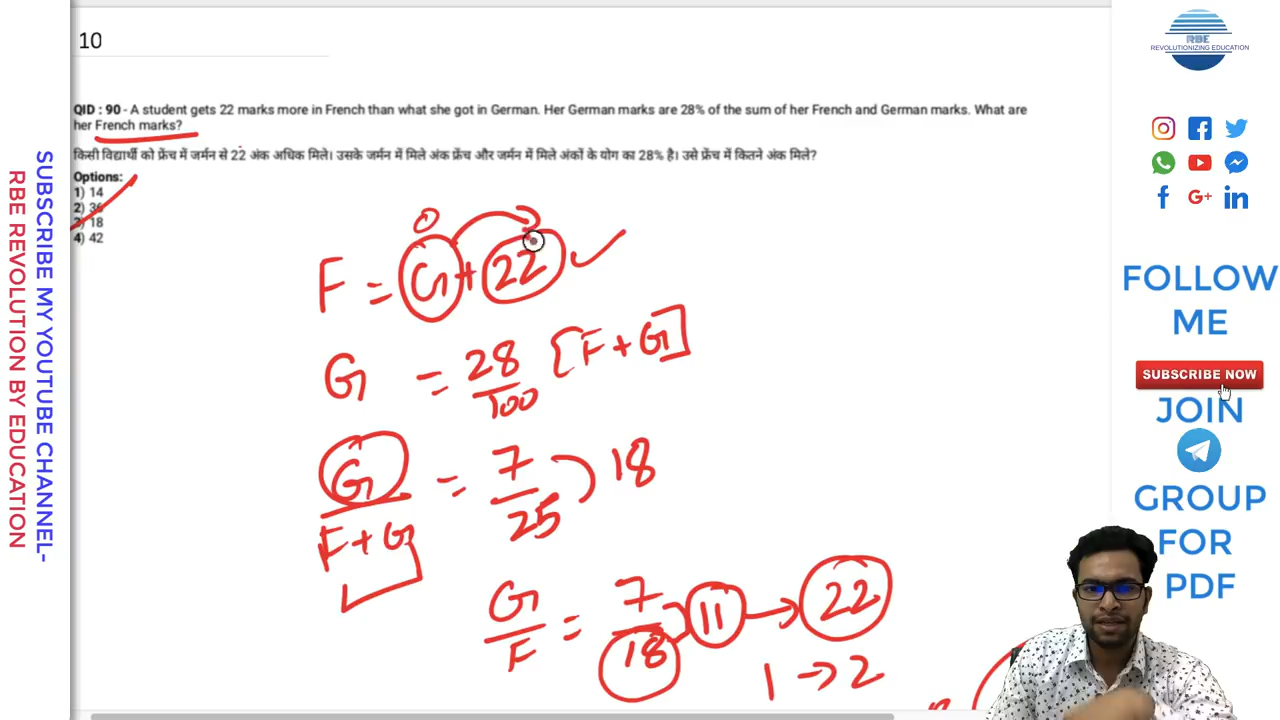 10
QID : 90 - A student gets 22 marks more in French than what she got in German. Her German marks are 28% of the sum of her French and German marks. What are
her French marks?
किसी विद्यार्थी को फ्रेंच में जर्मन से 22 अंक अधिक मिले। उसके जर्मन में मिले अंक फ्रेंच और जर्मन में मिले अंकों के योग का 28% है। उसे फ्रेंच में कितने अंक मिले?
Options:
1) 14
2) 36
3) 18
4) 42
F = G + 22
G = 28/100 [F + G]
G/F+G = 7/25 ) 18
G/F = 7/18 ) 11 → 22
1 → 2
SUBSCRIBE MY YOUTUBE CHANNEL-
RBE REVOLUTION BY EDUCATION
RBE
REVOLUTIONIZING EDUCATION
FOLLOW
ME
SUBSCRIBE NOW
JOIN
GROUP
FOR
PDF